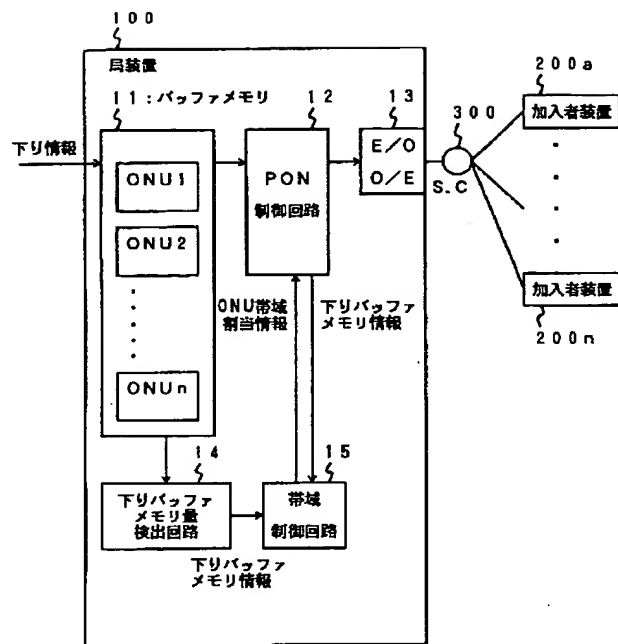 100
局装置
11：バッファメモリ
12
13
300
200a
加入者装置
下り情報
ONU1
ONU2
ONUn
PON
制御回路
E／O
O／E
S.C
ONU帯域
割当情報
下りバッファ
メモリ情報
加入者装置
200n
14
15
下りバッファ
メモリ量
検出回路
帯域
制御回路
下りバッファ
メモリ情報